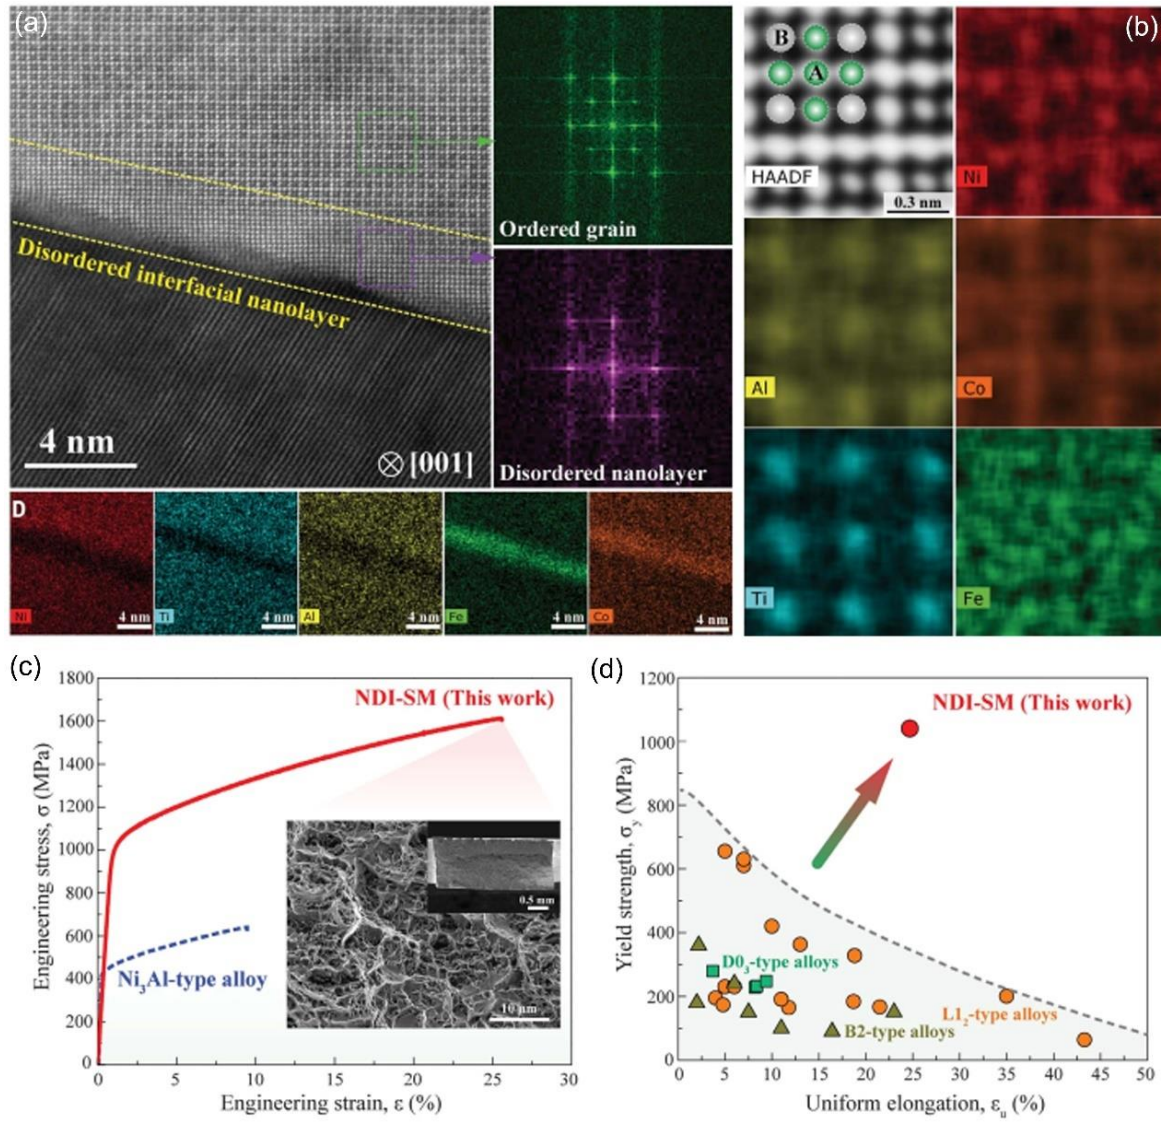 (a)
Disordered interfacial nanolayer
4 nm
⊗ [001]
Ordered grain
Disordered nanolayer
D
Ni
4 nm
Ti
4 nm
Al
4 nm
Fe
4 nm
Co
4 nm
(b)
B
A
HAADF
0.3 nm
Ni
Al
Co
Ti
Fe
(c)
1800
1600
1400
1200
1000
800
600
400
200
0
Engineering stress, σ (MPa)
NDI-SM (This work)
Ni₃Al-type alloy
0.5 mm
10 nm
0
5
10
15
20
25
30
Engineering strain, ε (%)
(d)
1200
1000
800
600
400
200
0
Yield strength, σy (MPa)
NDI-SM (This work)
D0₃-type alloys
L1₂-type alloys
B2-type alloys
0
5
10
15
20
25
30
35
40
45
50
Uniform elongation, εu (%)